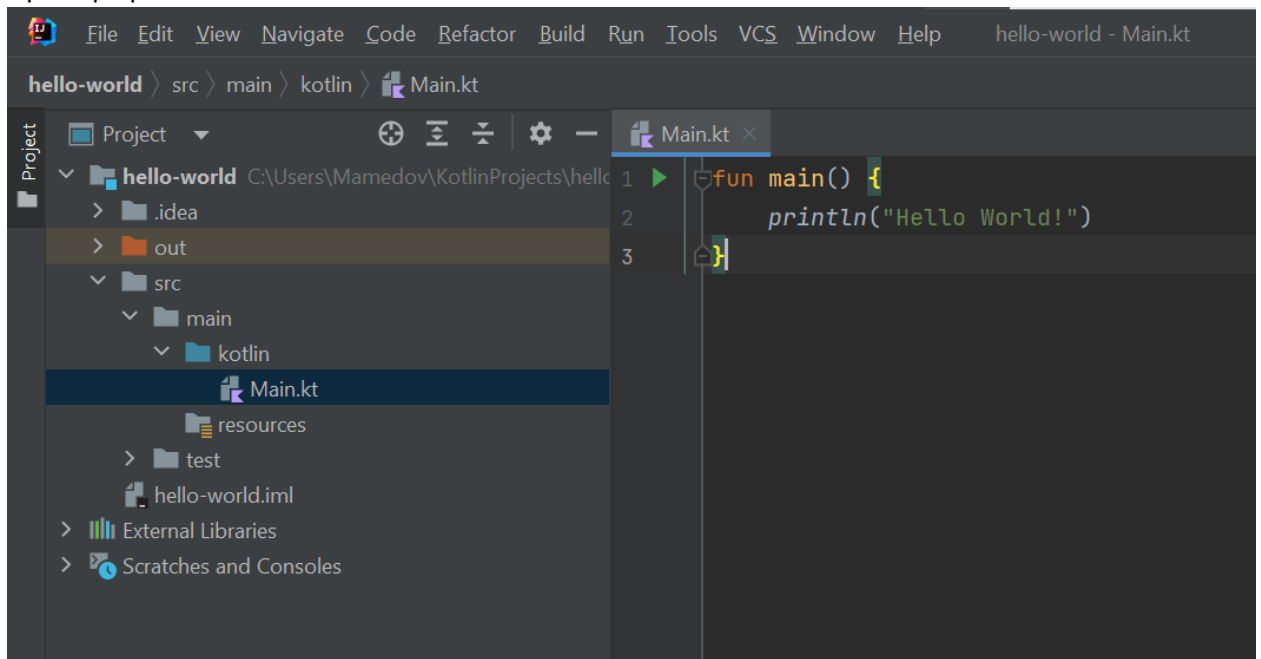 File Edit View Navigate Code Refactor Build Run Tools VCS Window Help hello-world - Main.kt
hello-world 〉 src 〉 main 〉 kotlin 〉 Main.kt
Project
Project
Main.kt
hello-world C:\Users\Mamedov\KotlinProjects\hello
.idea
out
src
main
kotlin
Main.kt
resources
test
hello-world.iml
External Libraries
Scratches and Consoles
1 fun main() {
2 println("Hello World!")
3 }